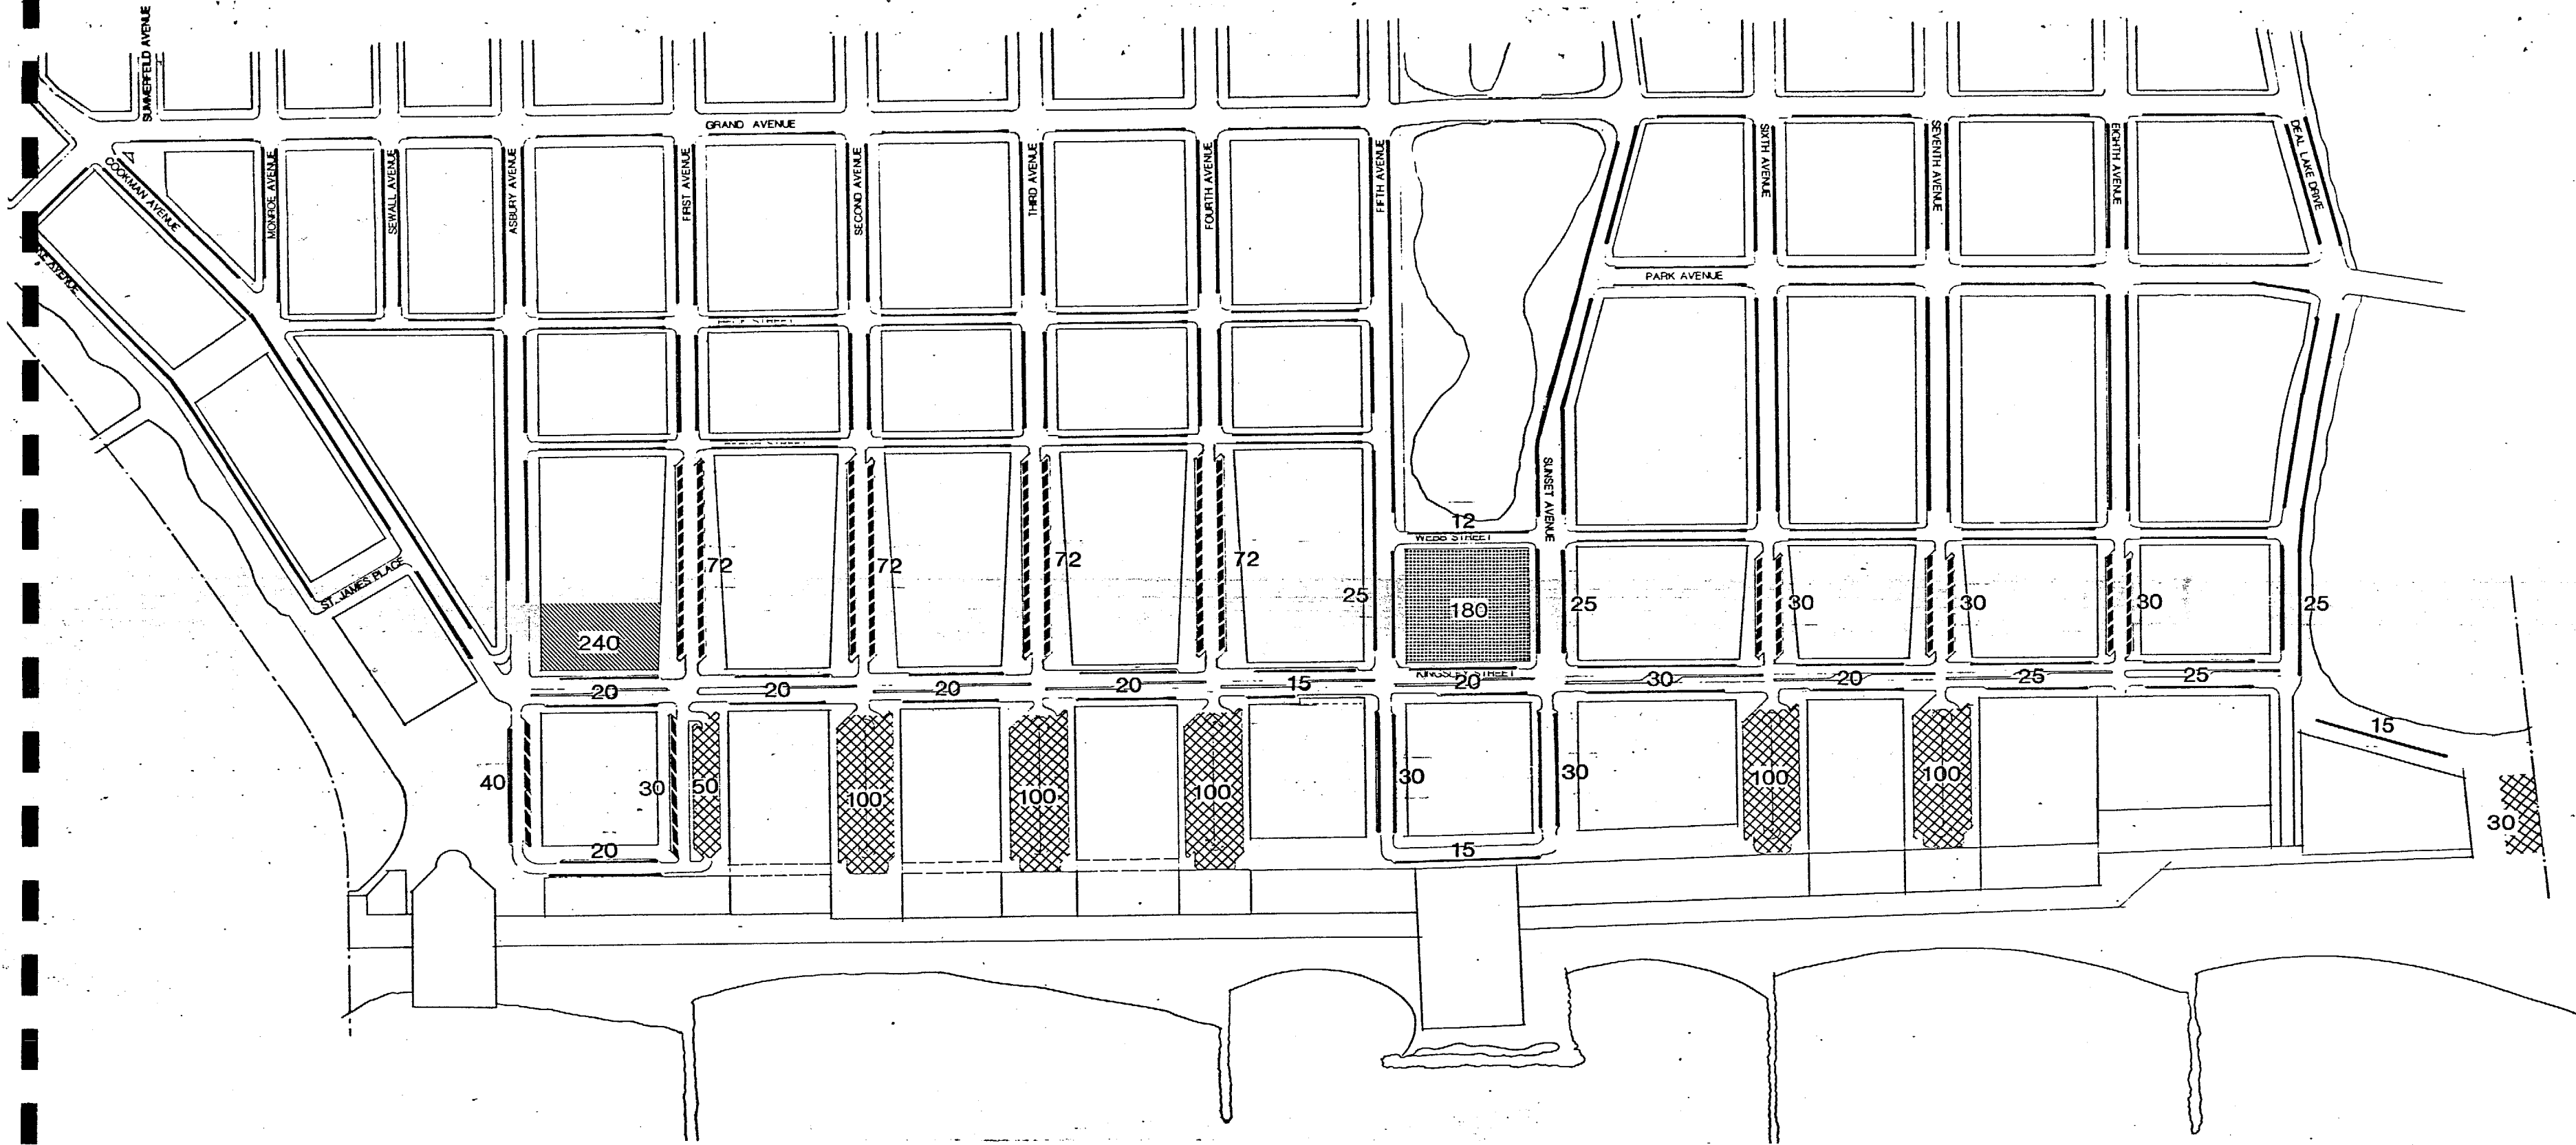 SUMMERFEILD AVENUE
GRAND AVENUE
COOKMAN AVENUE
MONROE AVENUE
SEWALL AVENUE
ASBURY AVENUE
FIRST AVENUE
SECOND AVENUE
THIRD AVENUE
FOURTH AVENUE
FIFTH AVENUE
SIXTH AVENUE
SEVENTH AVENUE
EIGHTH AVENUE
DEAL LAKE DRIVE
AVENUE
PARK AVENUE
SUNSET AVENUE
12
WEBB STREET
ST. JAMES PLACE
72
72
72
72
25
180
25
30
30
30
25
240
20
20
20
20
15
20
30
20
25
25
15
40
30
50
100
100
100
30
30
100
100
30
20
15